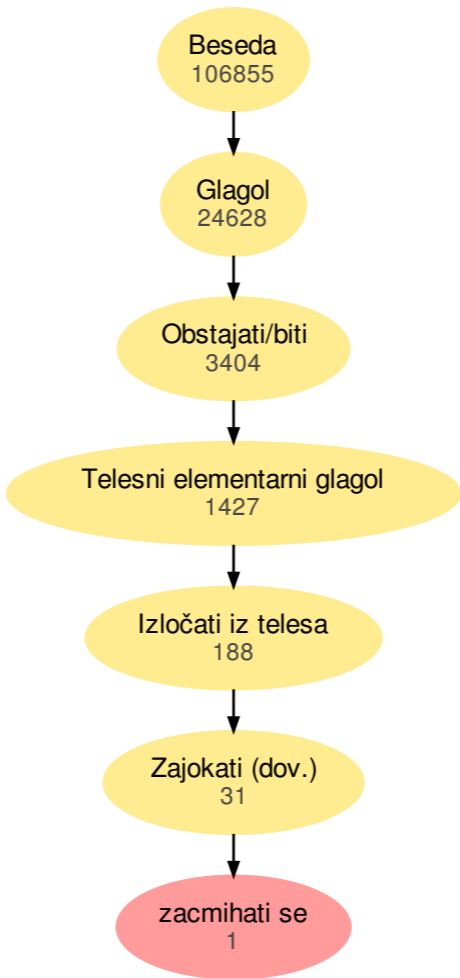 Beseda
106855
Glagol
24628
Obstajati/biti
3404
Telesni elementarni glagol
1427
Izločati iz telesa
188
Zajokati (dov.)
31
zacmihati se
1